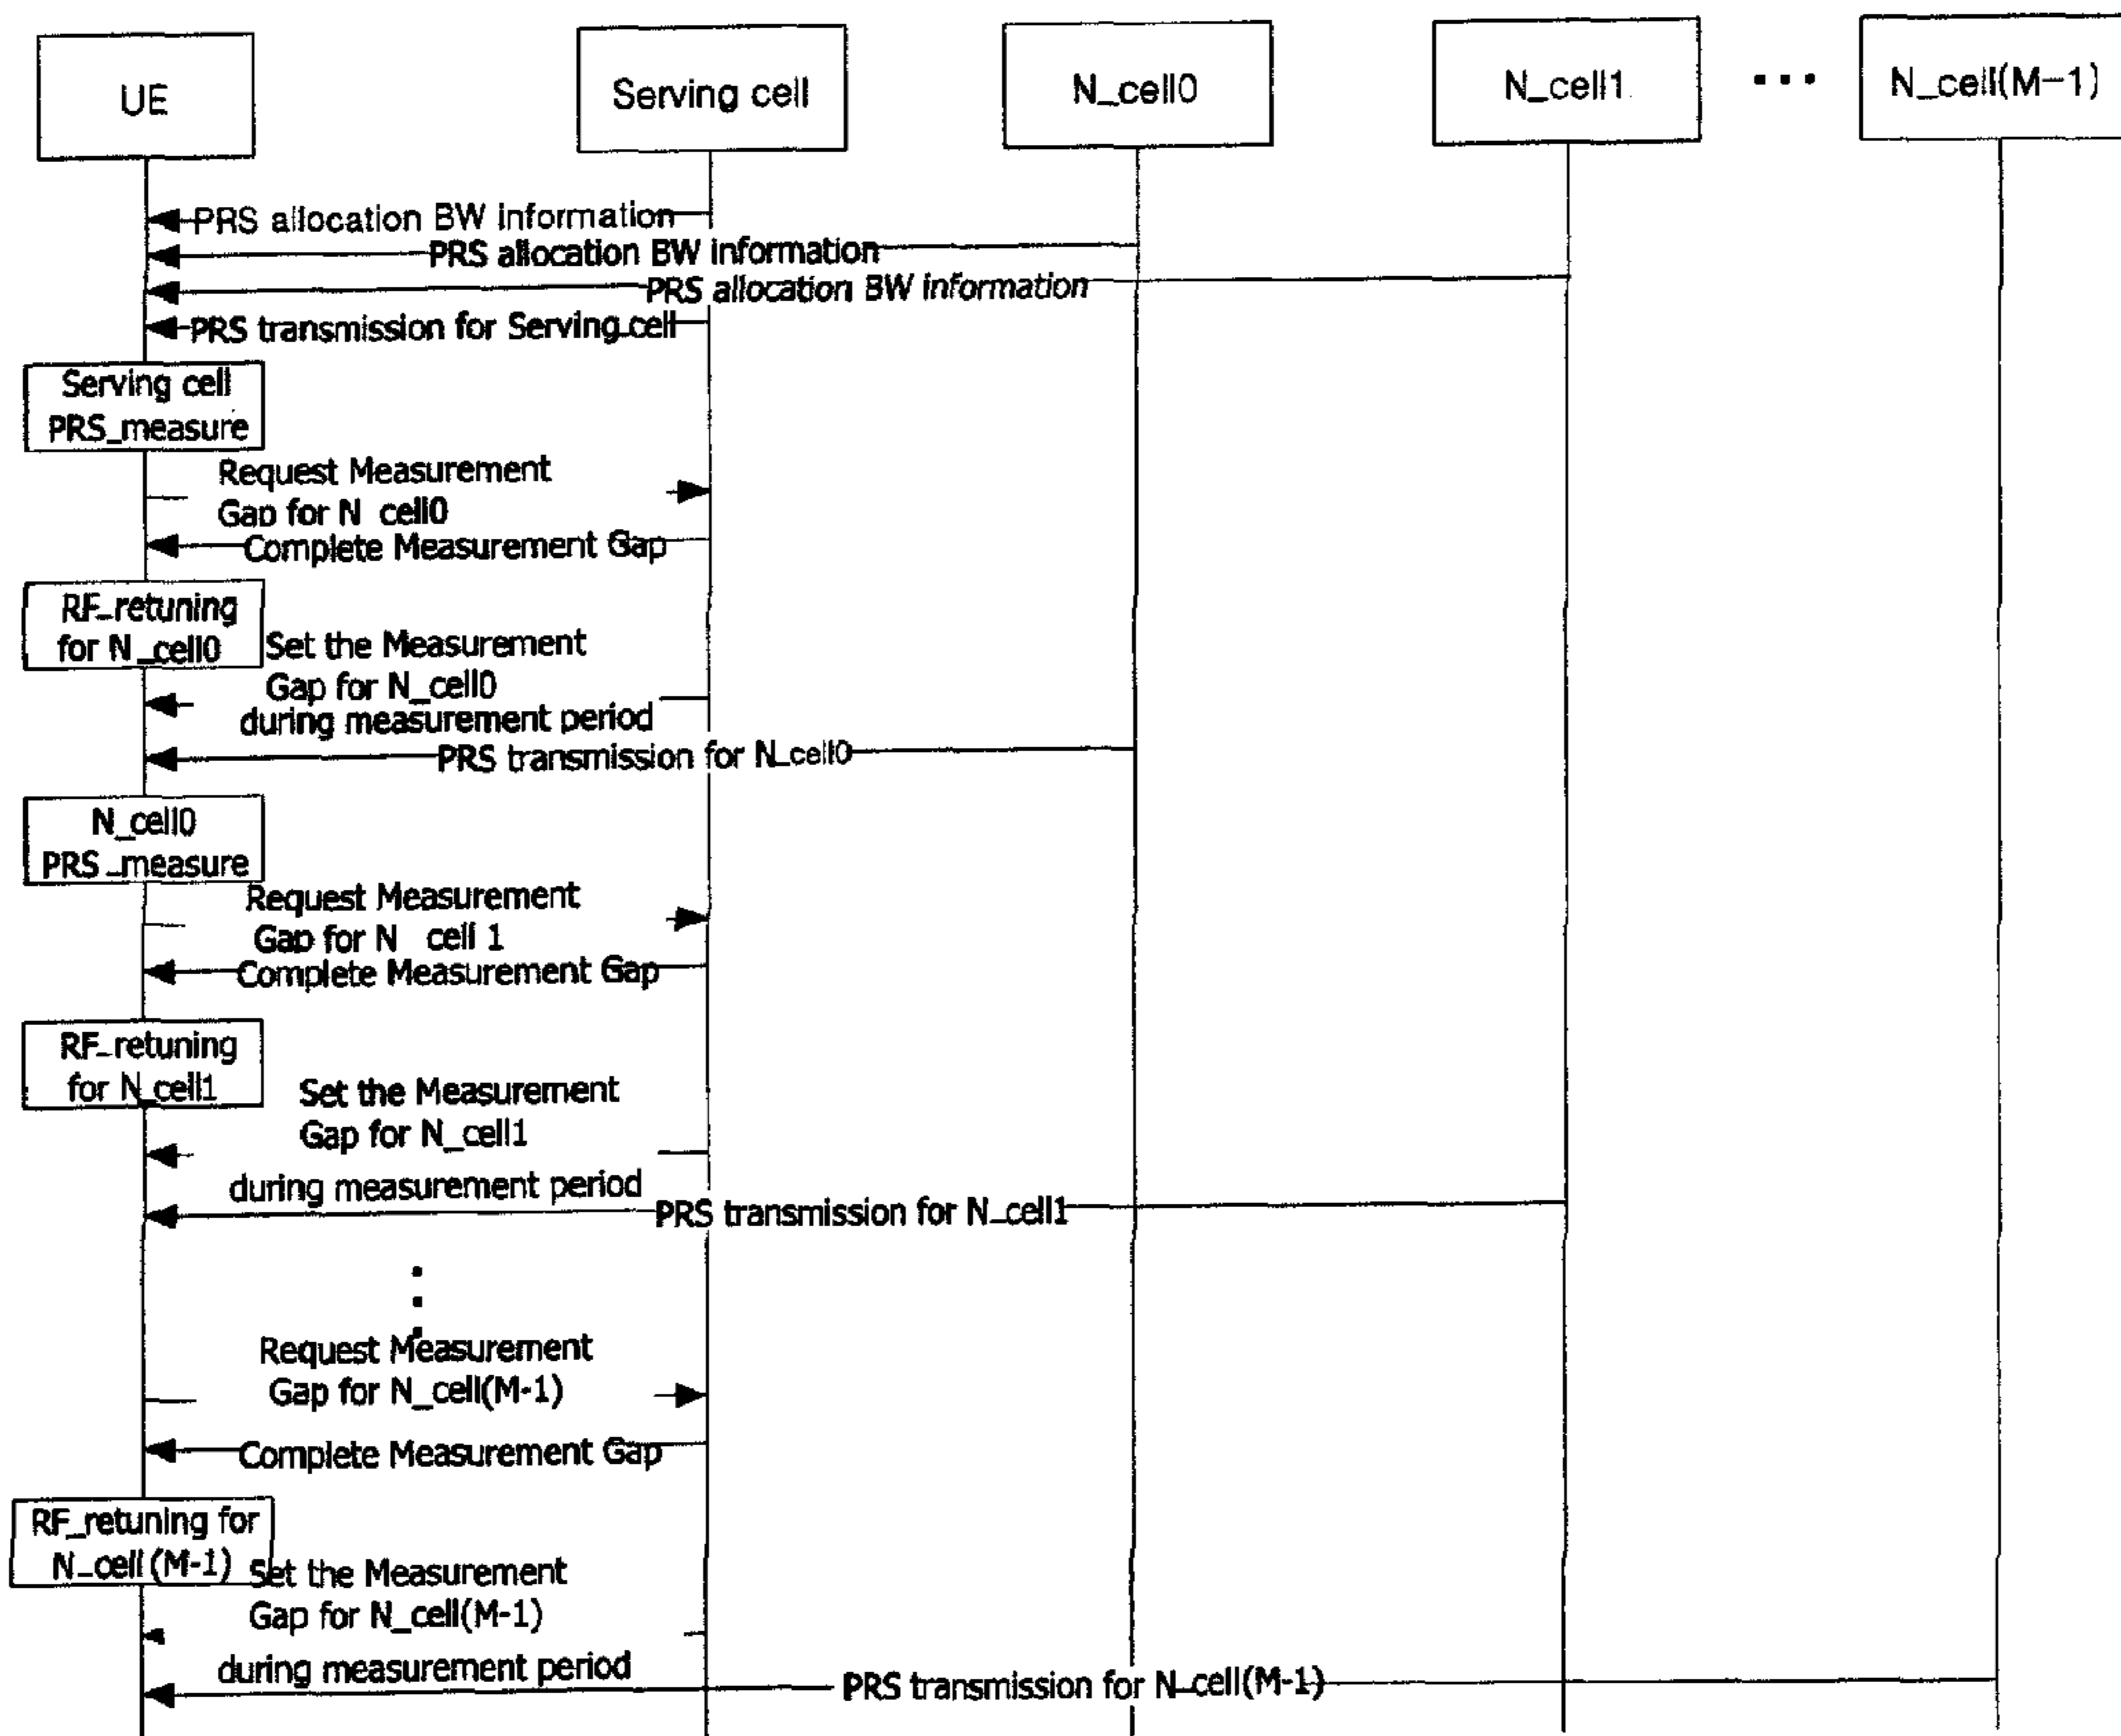 UE
Serving cell
N_cell0
N_cell1
...
N_cell(M-1)
PRS allocation BW information
PRS allocation BW information
PRS allocation BW information
PRS transmission for Serving_cell
Serving cell
PRS_measure
Request Measurement
Gap for N_cell0
Complete Measurement Gap
RF_retuning
for N_cell0
Set the Measurement
Gap for N_cell0
during measurement period
PRS transmission for N_cell0
N_cell0
PRS_measure
Request Measurement
Gap for N_cell 1
Complete Measurement Gap
RF_retuning
for N_cell1
Set the Measurement
Gap for N_cell1
during measurement period
PRS transmission for N_cell1
Request Measurement
Gap for N_cell(M-1)
Complete Measurement Gap
RF_retuning for
N_cell(M-1)
Set the Measurement
Gap for N_cell(M-1)
during measurement period
PRS transmission for N_cell(M-1)